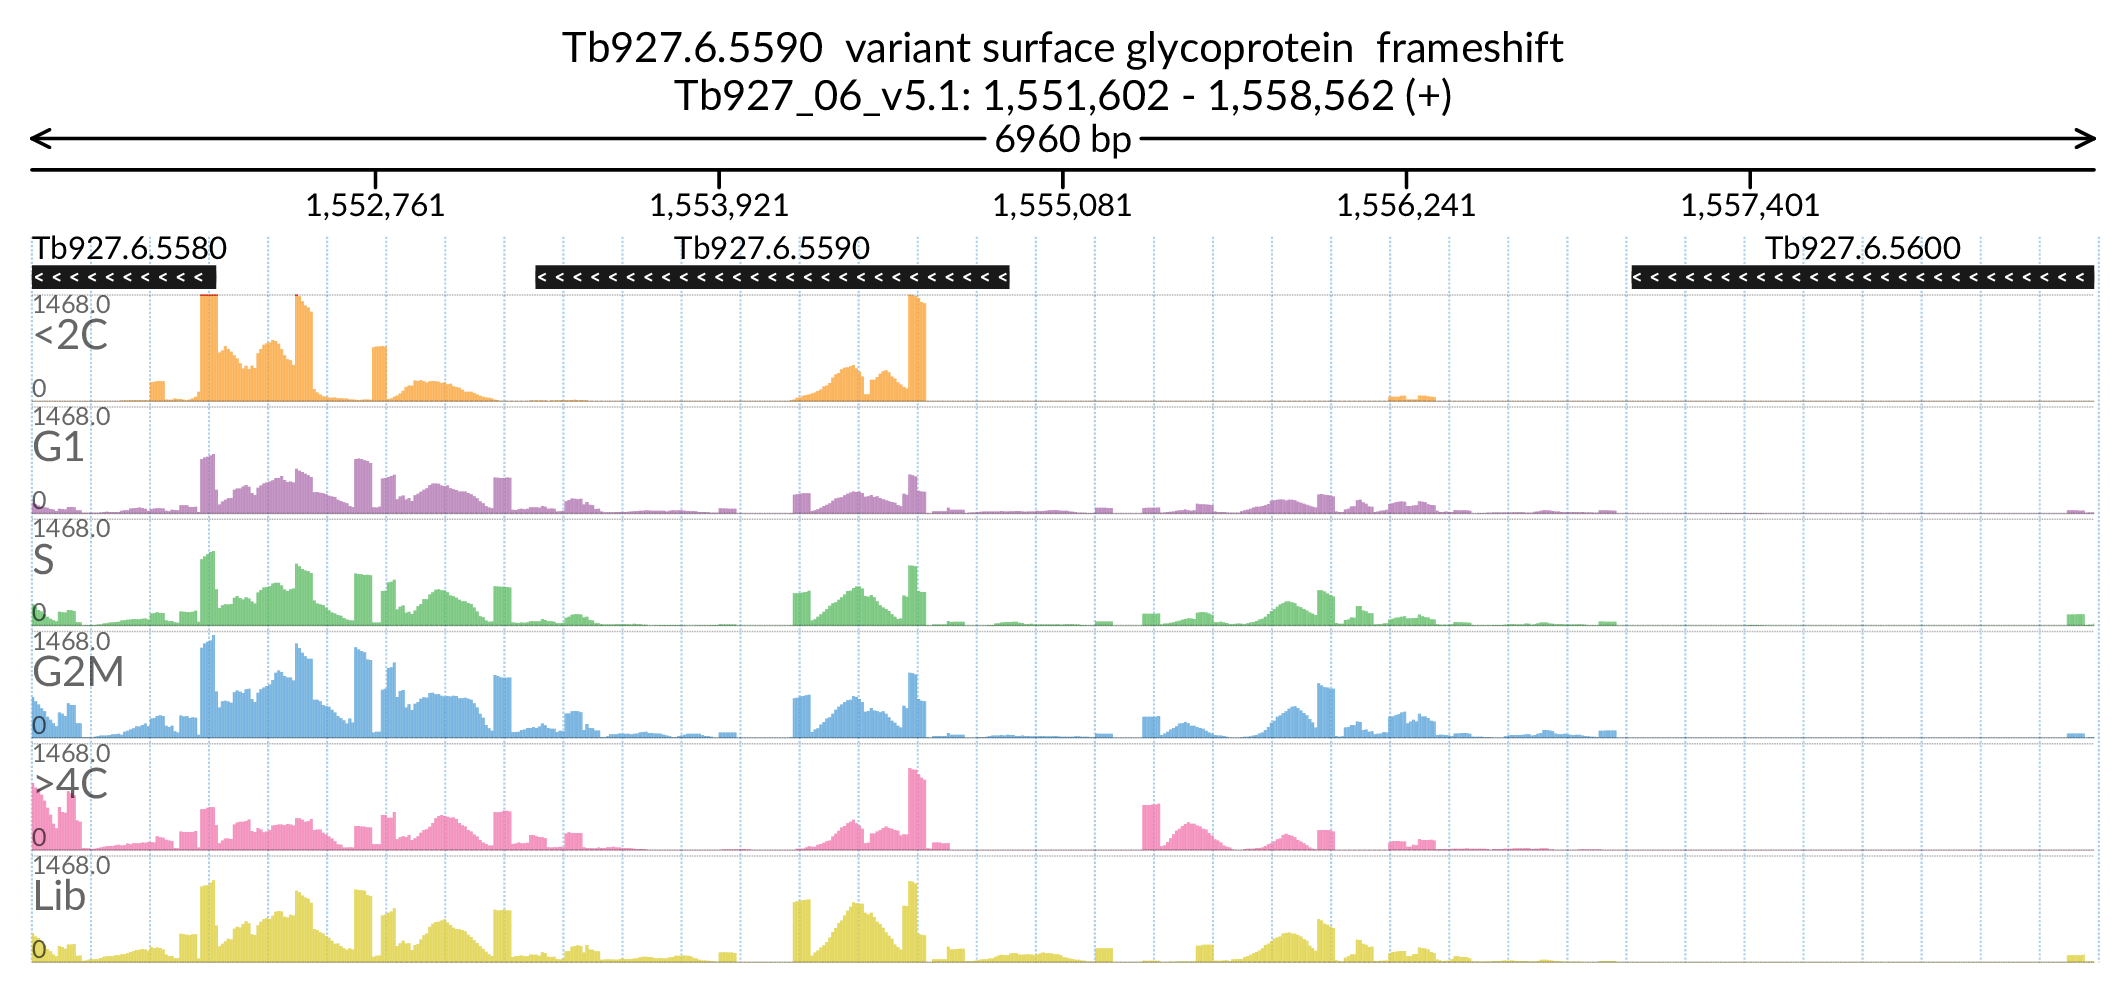 Tb927.6.5590 variant surface glycoprotein frameshift
Tb927_06_v5.1: 1,551,602 - 1,558,562 (+)
6960 bp
1,552,761 1,553,921 1,555,081 1,556,241 1,557,401
Tb927.6.5580 Tb927.6.5590 Tb927.6.5600
1468.0
<2C
0
1468.0
G1
0
1468.0
S
0
1468.0
G2M
0
1468.0
>4C
0
1468.0
Lib
0